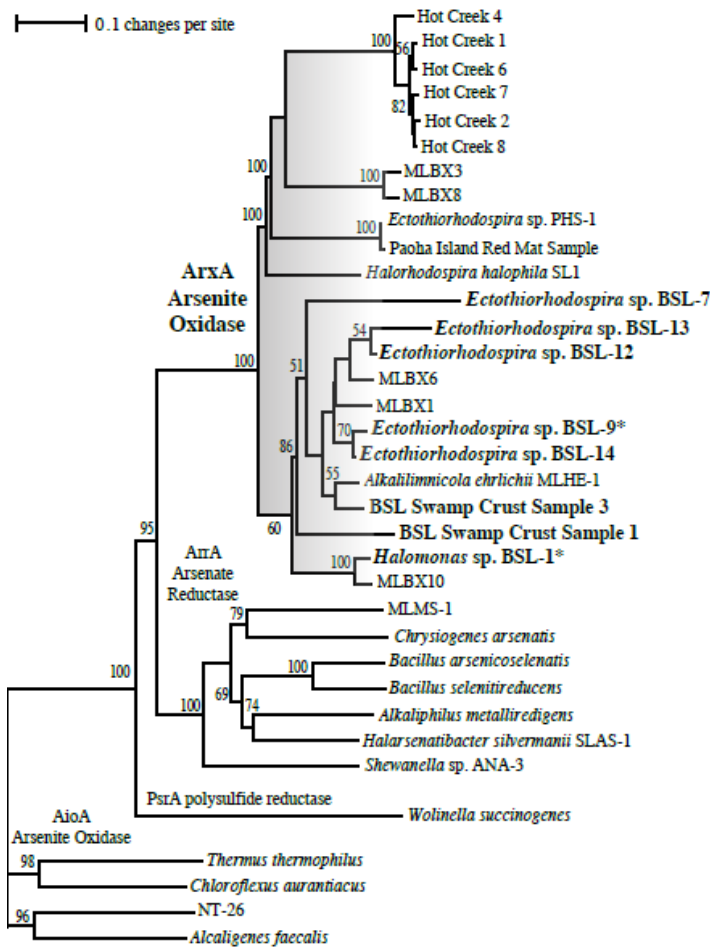 0.1 changes per site
Hot Creek 4
100
56
Hot Creek 1
Hot Creek 6
Hot Creek 7
82
Hot Creek 2
Hot Creek 8
100
100
MLBX3
MLBX8
Ectothiorhodospira sp. PHS-1
100
Paoha Island Red Mat Sample
100
Halorhodospira halophila SL1
ArxA
Arsenite
Oxidase
Ectothiorhodospira sp. BSL-7
54
Ectothiorhodospira sp. BSL-13
Ectothiorhodospira sp. BSL-12
100
51
MLBX6
MLBX1
70
Ectothiorhodospira sp. BSL-9*
Ectothiorhodospira sp. BSL-14
86
55
Alkalilimnicola ehrlichii MLHE-1
BSL Swamp Crust Sample 3
60
BSL Swamp Crust Sample 1
95
100
Halomonas sp. BSL-1*
MLBX10
ArrA
Arsenate
Reductase
79
MLMS-1
Chrysiogenes arsenatis
100
Bacillus arsenicoselenatis
100
69
Bacillus selenitireducens
100
74
Alkaliphilus metalliredigens
Halarsenatibacter silvermanii SLAS-1
Shewanella sp. ANA-3
PsrA polysulfide reductase
Wolinella succinogenes
AioA
Arsenite Oxidase
98
Thermus thermophilus
Chloroflexus aurantiacus
96
NT-26
Alcaligenes faecalis